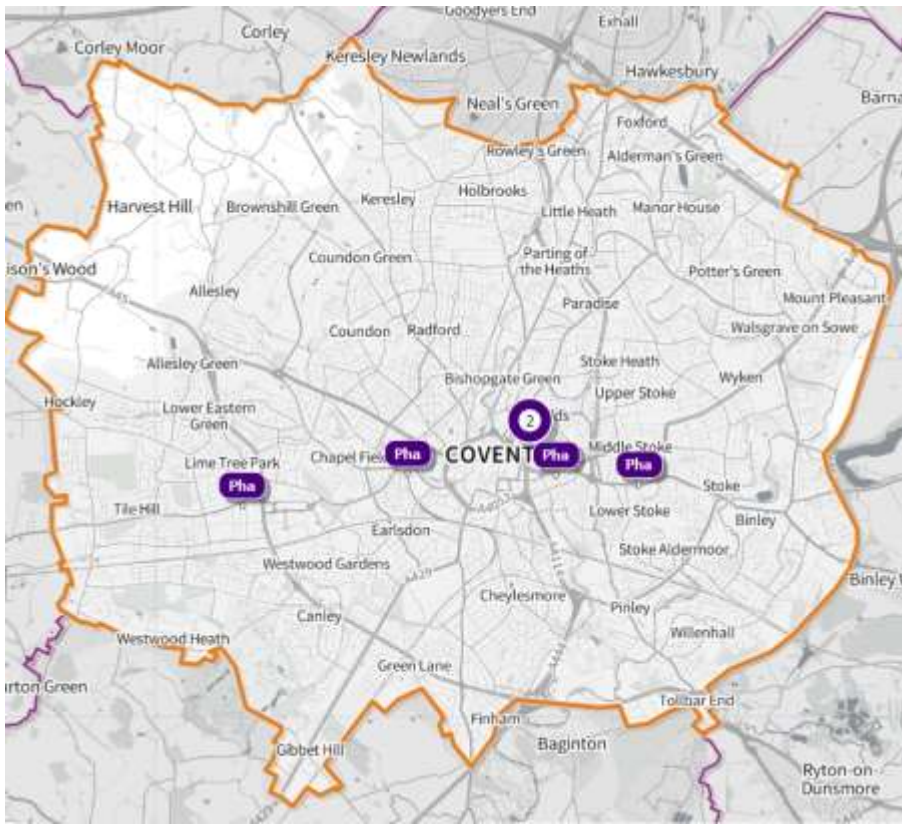 Goodyers End
Corley
Exhall
Corley Moor
Keresley Newlands
Hawkesbury
Neal's Green
Foxford
Rowley's Green
Alderman's Green
Holbrooks
Keresley
Harvest Hill
Brownshill Green
Little Heath
Manor House
Coundon Green
Parting of
the Heaths
Potter's Green
Allesley
Paradise
Mount Pleasant
Coundon
Radford
Walsgrave on Sowe
Allesley Green
Stoke Heath
Bishopgate Green
Wyken
Upper Stoke
Hockley
Lower Eastern
Green
2
Middle Stoke
Pha
COVENT
Pha
Pha
Lime Tree Park
Chapel Fiel
Pha
Stoke
Tile Hill
A4053
Lower Stoke
Binley
Earlsdon
Stoke Aldermoor
Westwood Gardens
A429
Binley
Cheylesmore
Pinley
Canley
Willenhall
Westwood Heath
Green Lane
Tollbar End
Finham
Gibbet Hill
Baginton
Ryton-on-
Dunsmore